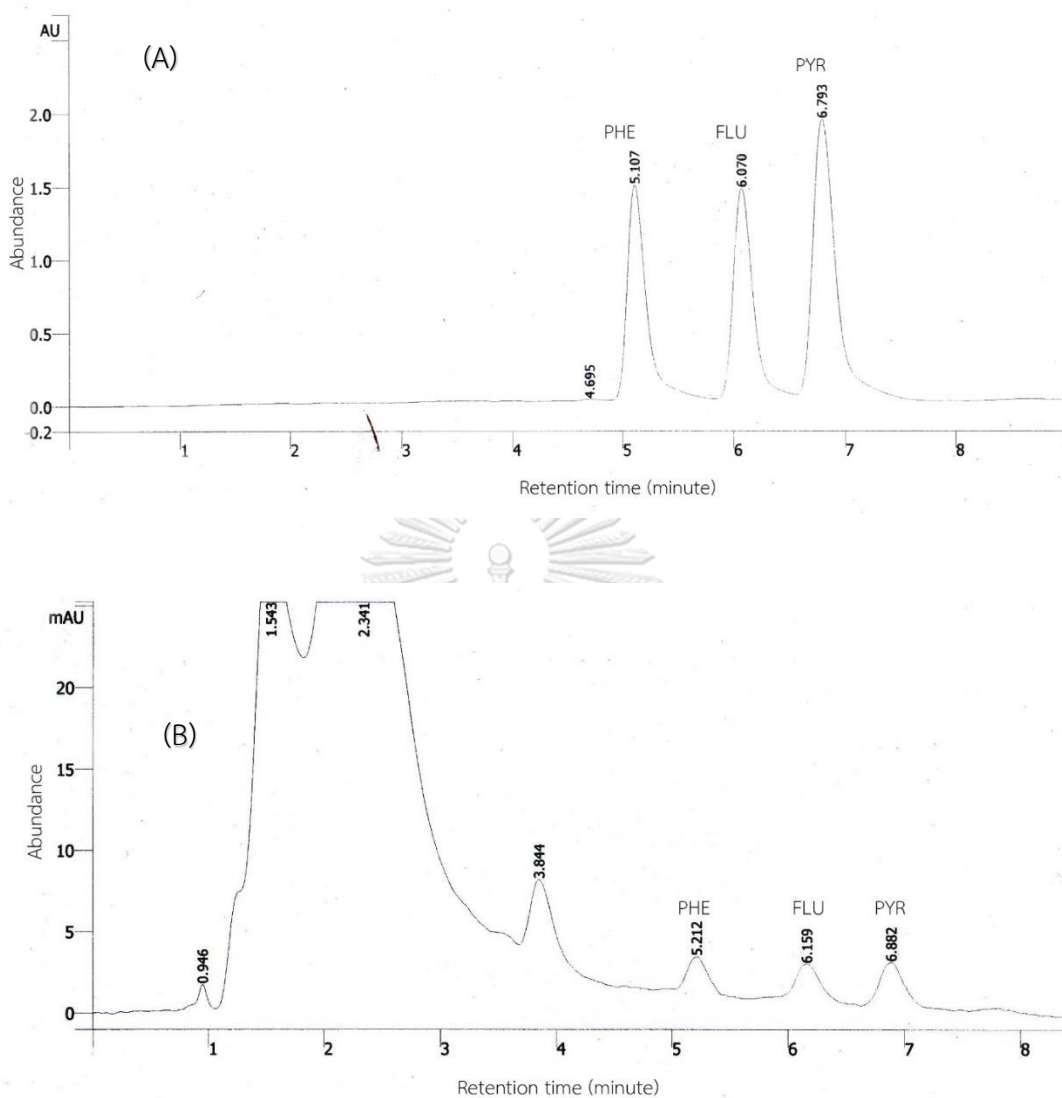 AU
(A)
PYR
6.793
PHE
FLU
5.107
6.070
2.0
1.5
Abundance
1.0
0.5
4.695
0.0
-0.2
1 2 3 4 5 6 7 8
Retention time (minute)
mAU
1.543
2.341
20
(B)
15
Abundance
10
3.844
PHE
FLU
PYR
5
5.212
6.159
6.882
0.946
0
1 2 3 4 5 6 7 8
Retention time (minute)